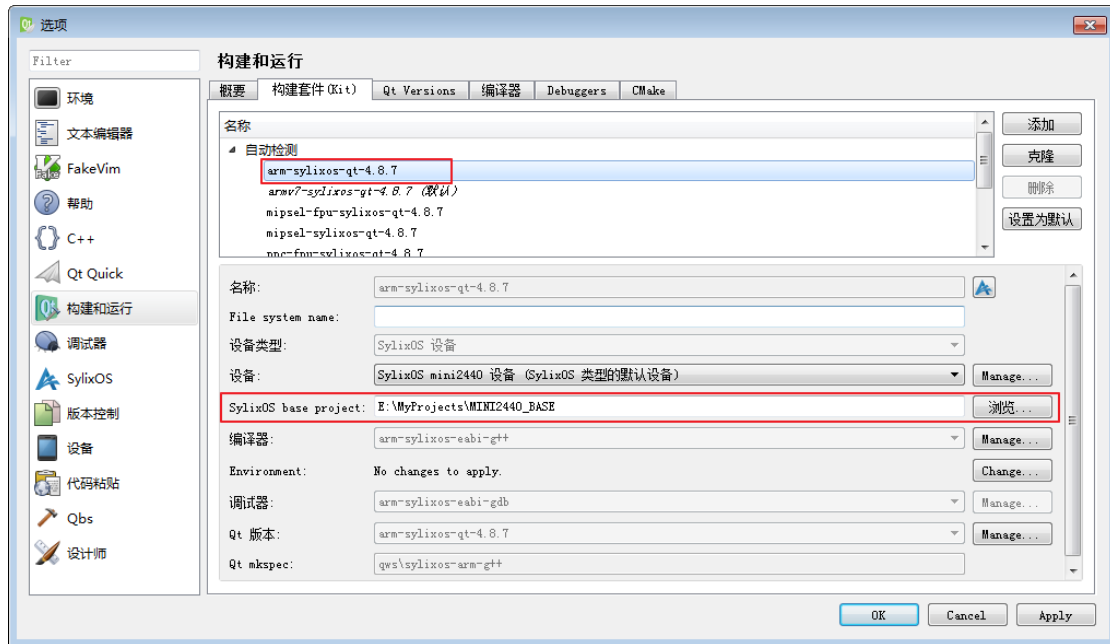 选项
Filter
环境
文本编辑器
FakeVim
帮助
C++
Qt Quick
构建和运行
调试器
SylixOS
版本控制
设备
代码粘贴
Qbs
设计师
构建和运行
概要 构建套件(Kit) Qt Versions 编译器 Debuggers CMake
名称
自动检测
arm-sylixos-qt-4.8.7
armv7-sylixos-qt-4.8.7 (默认)
mipsel-fpu-sylixos-qt-4.8.7
mipsel-sylixos-qt-4.8.7
ppc-fpu-sylixos-qt-4.8.7
添加
克隆
删除
设置为默认
名称: arm-sylixos-qt-4.8.7
File system name:
设备类型: SylixOS 设备
设备: SylixOS mini2440 设备 (SylixOS 类型的默认设备) Manage...
SylixOS base project: E:\MyProjects\MINI2440_BASE 浏览...
编译器: arm-sylixos-eabi-g++ Manage...
Environment: No changes to apply. Change...
调试器: arm-sylixos-eabi-gdb Manage...
Qt 版本: arm-sylixos-qt-4.8.7 Manage...
Qt mkspec: qws\sylixos-arm-g++
OK Cancel Apply